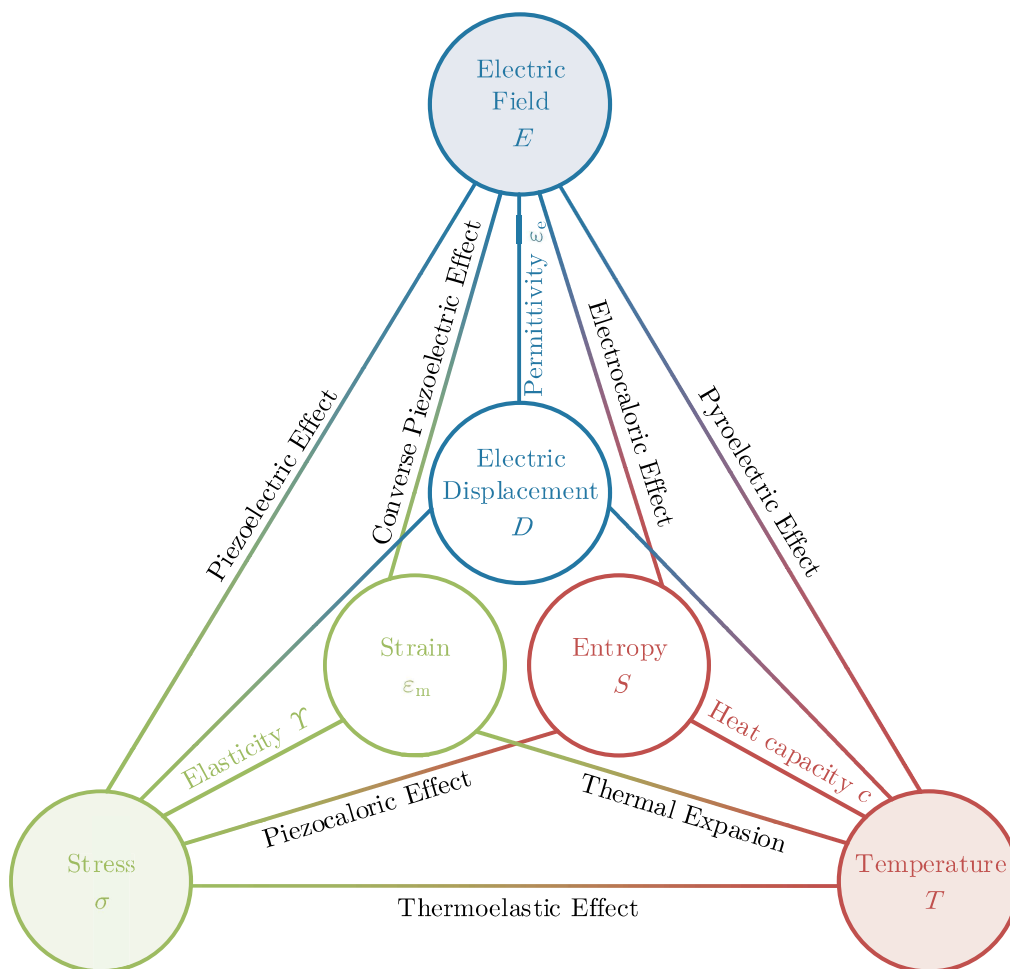 Electric
Field
E
Permittivity εe
Converse Piezoelectric Effect
Electrocaloric Effect
Piezoelectric Effect
Pyroelectric Effect
Electric
Displacement
D
Strain
εm
Entropy
S
Elasticity ϒ
Heat capacity c
Piezocaloric Effect
Thermal Expasion
Stress
σ
Temperature
T
Thermoelastic Effect